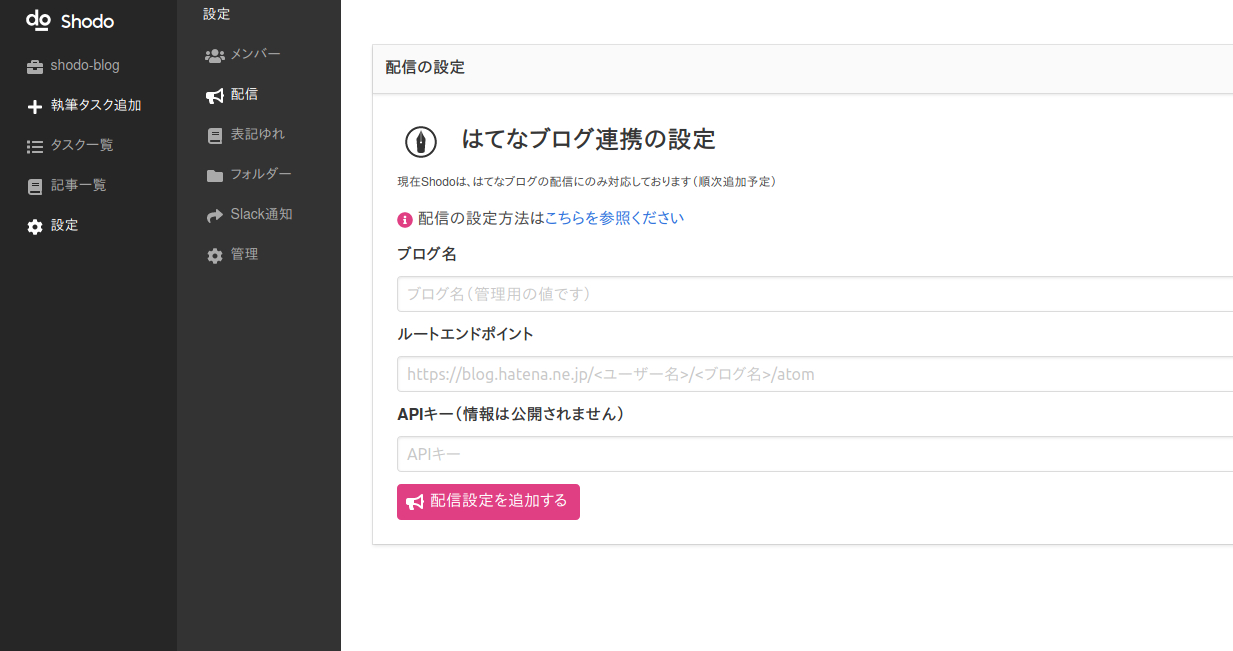 do Shodo
shodo-blog
執筆タスク追加
タスク一覧
記事一覧
設定
設定
メンバー
配信
表記ゆれ
フォルダー
Slack通知
管理
配信の設定
はてなブログ連携の設定
現在Shodoは、はてなブログの配信にのみ対応しております(順次追加予定)
配信の設定方法はこちらを参照ください
ブログ名
ブログ名(管理用の値です)
ルートエンドポイント
https://blog.hatena.ne.jp/<ユーザー名>/<ブログ名>/atom
APIキー(情報は公開されません)
APIキー
配信設定を追加する